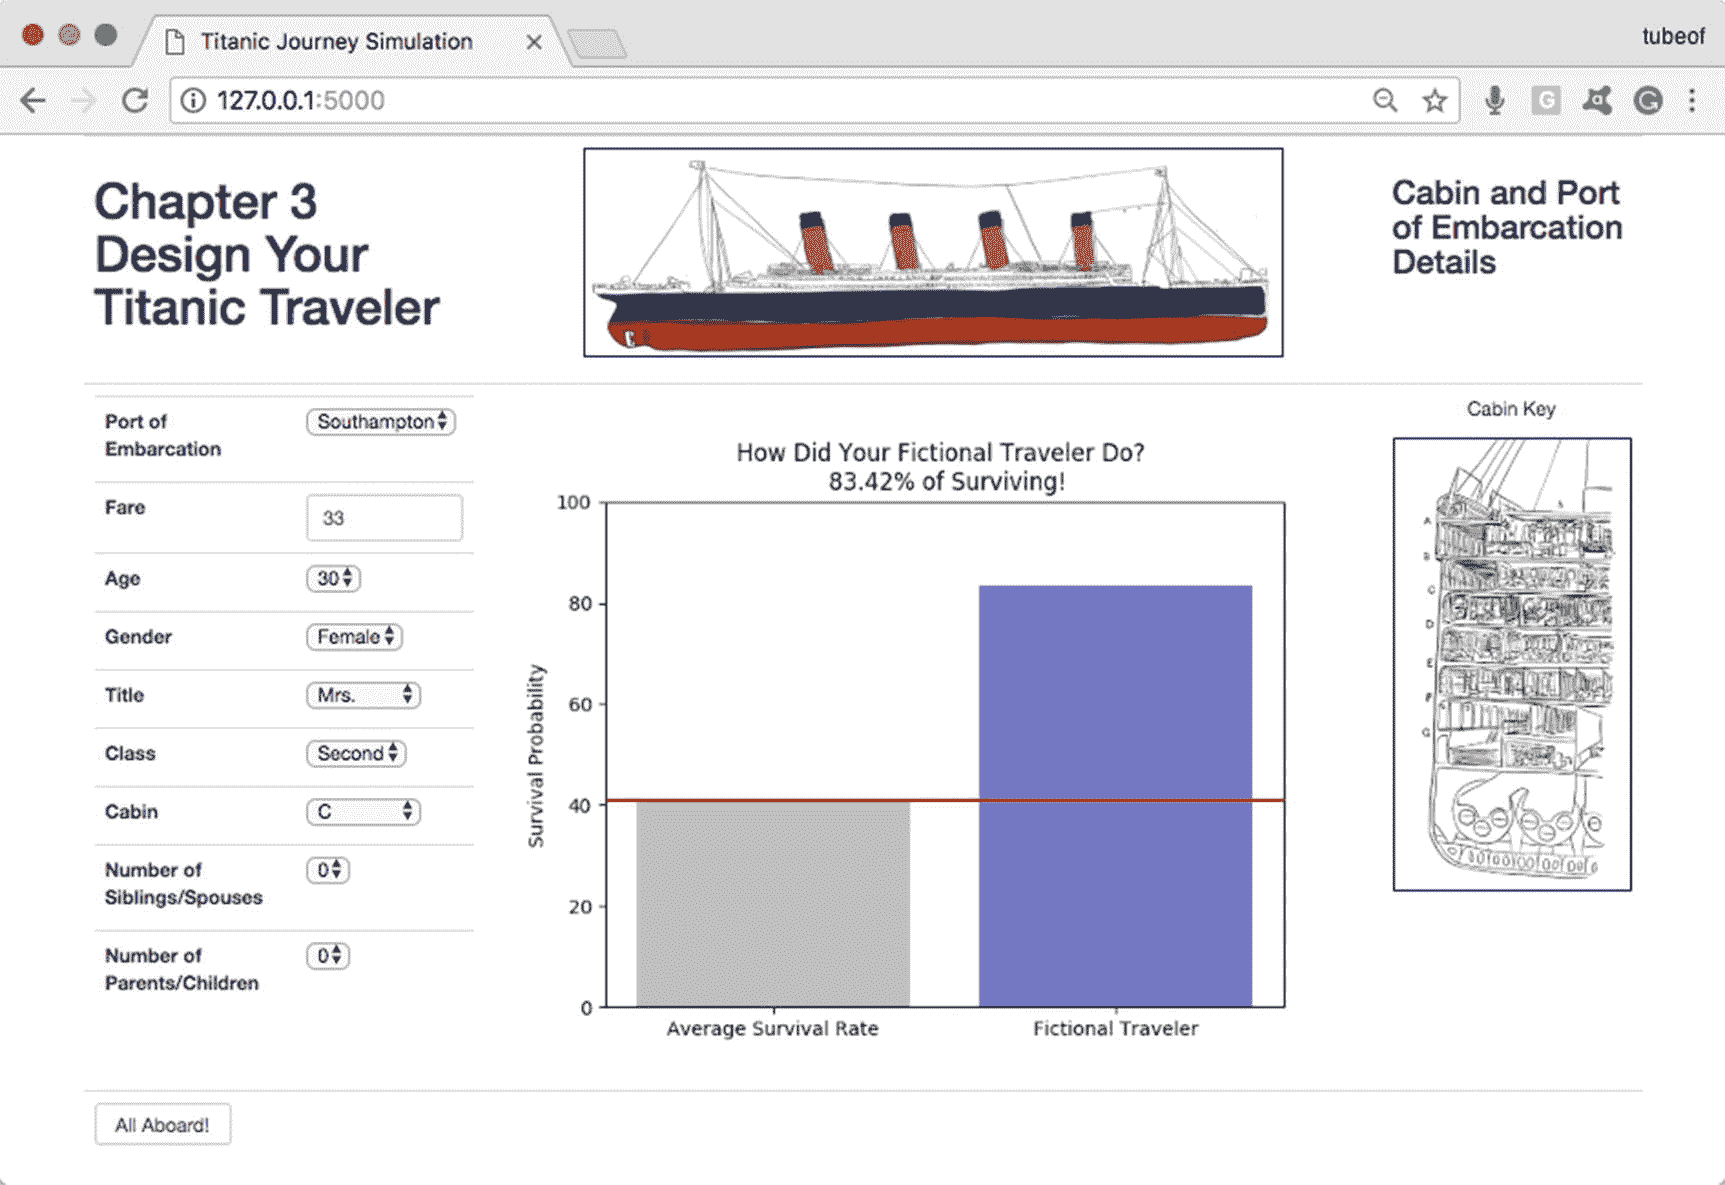 Titanic Journey Simulation
tubeof
127.0.0.1:5000
G
Chapter 3
Design Your
Titanic Traveler
Cabin and Port
of Embarcation
Details
Port of
Embarcation
Southampton
Fare
33
Age
30
Gender
Female
Title
Mrs.
Class
Second
Cabin
C
Number of
Siblings/Spouses
0
Number of
Parents/Children
0
How Did Your Fictional Traveler Do?
83.42% of Surviving!
Survival Probability
100
80
60
40
20
0
Average Survival Rate
Fictional Traveler
Cabin Key
A
B
C
D
E
F
G
All Aboard!